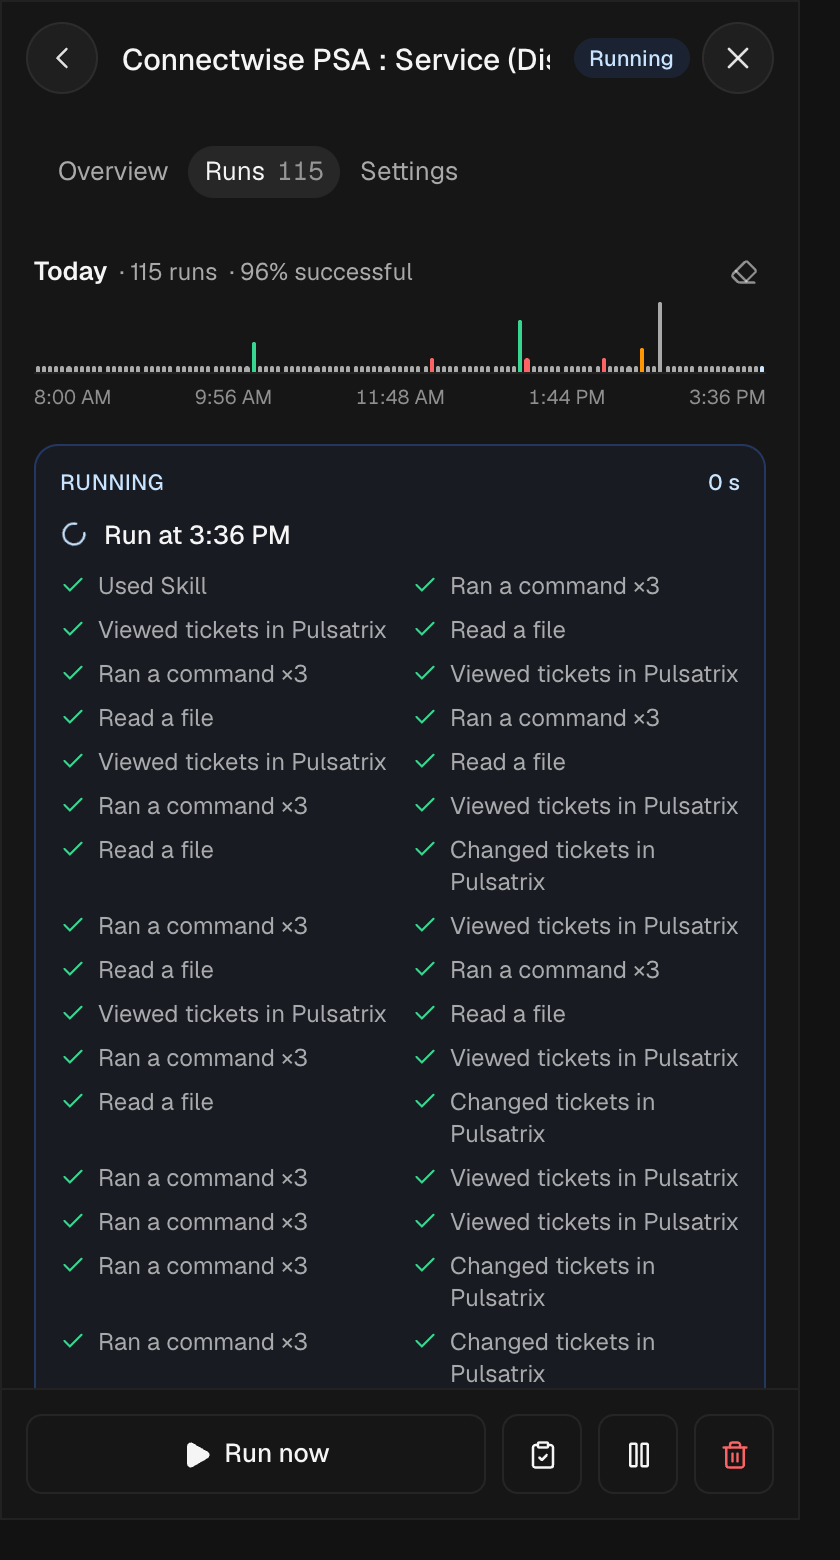 Connectwise PSA : Service (Dis
Running
Overview
Runs 115
Settings
Today · 115 runs · 96% successful
8:00 AM 9:56 AM 11:48 AM 1:44 PM 3:36 PM
RUNNING 0 s
Run at 3:36 PM
Used Skill
Ran a command ×3
Viewed tickets in Pulsatrix
Read a file
Ran a command ×3
Viewed tickets in Pulsatrix
Read a file
Ran a command ×3
Viewed tickets in Pulsatrix
Read a file
Ran a command ×3
Viewed tickets in Pulsatrix
Read a file
Changed tickets in
Pulsatrix
Ran a command ×3
Viewed tickets in Pulsatrix
Read a file
Ran a command ×3
Viewed tickets in Pulsatrix
Read a file
Ran a command ×3
Viewed tickets in Pulsatrix
Read a file
Changed tickets in
Pulsatrix
Ran a command ×3
Viewed tickets in Pulsatrix
Ran a command ×3
Viewed tickets in Pulsatrix
Ran a command ×3
Changed tickets in
Pulsatrix
Ran a command ×3
Changed tickets in
Pulsatrix
Run now